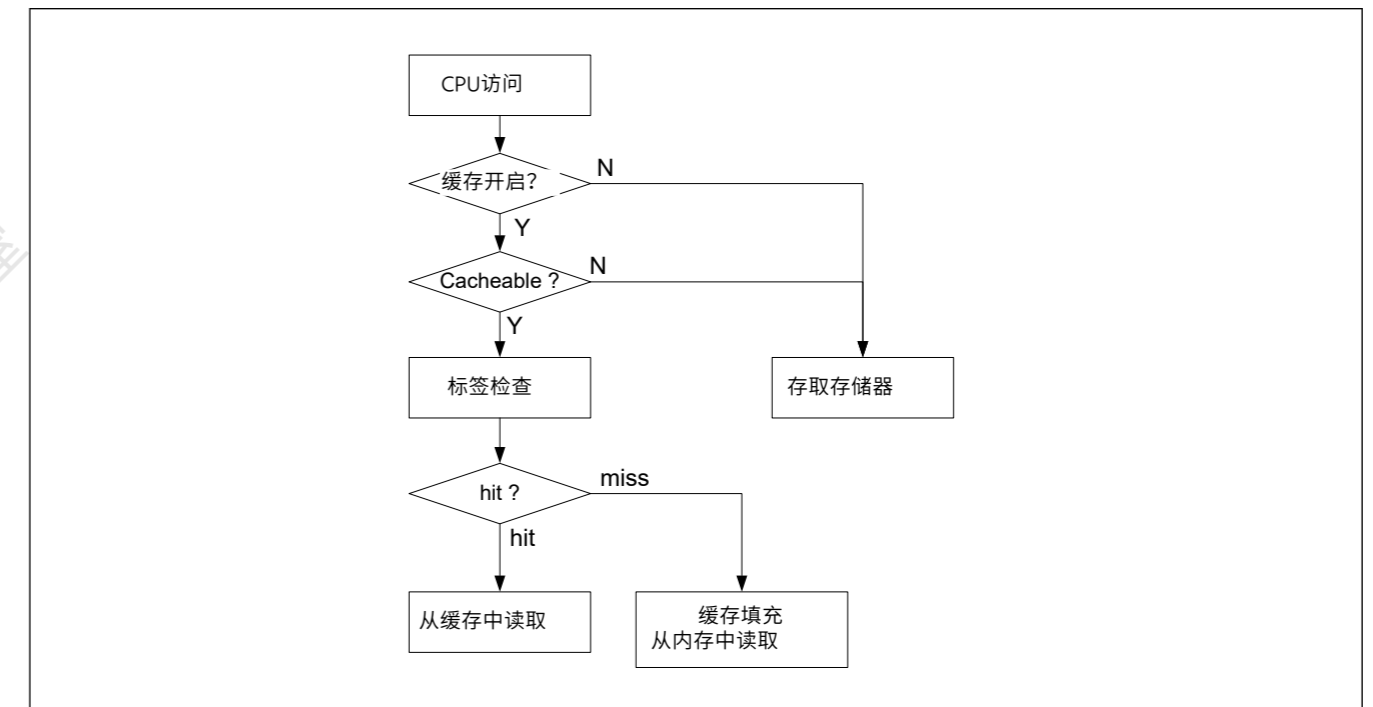 CPU访问
缓存开启？
N
Y
Cacheable ?
N
Y
标签检查
存取存储器
hit ?
miss
hit
从缓存中读取
缓存填充
从内存中读取